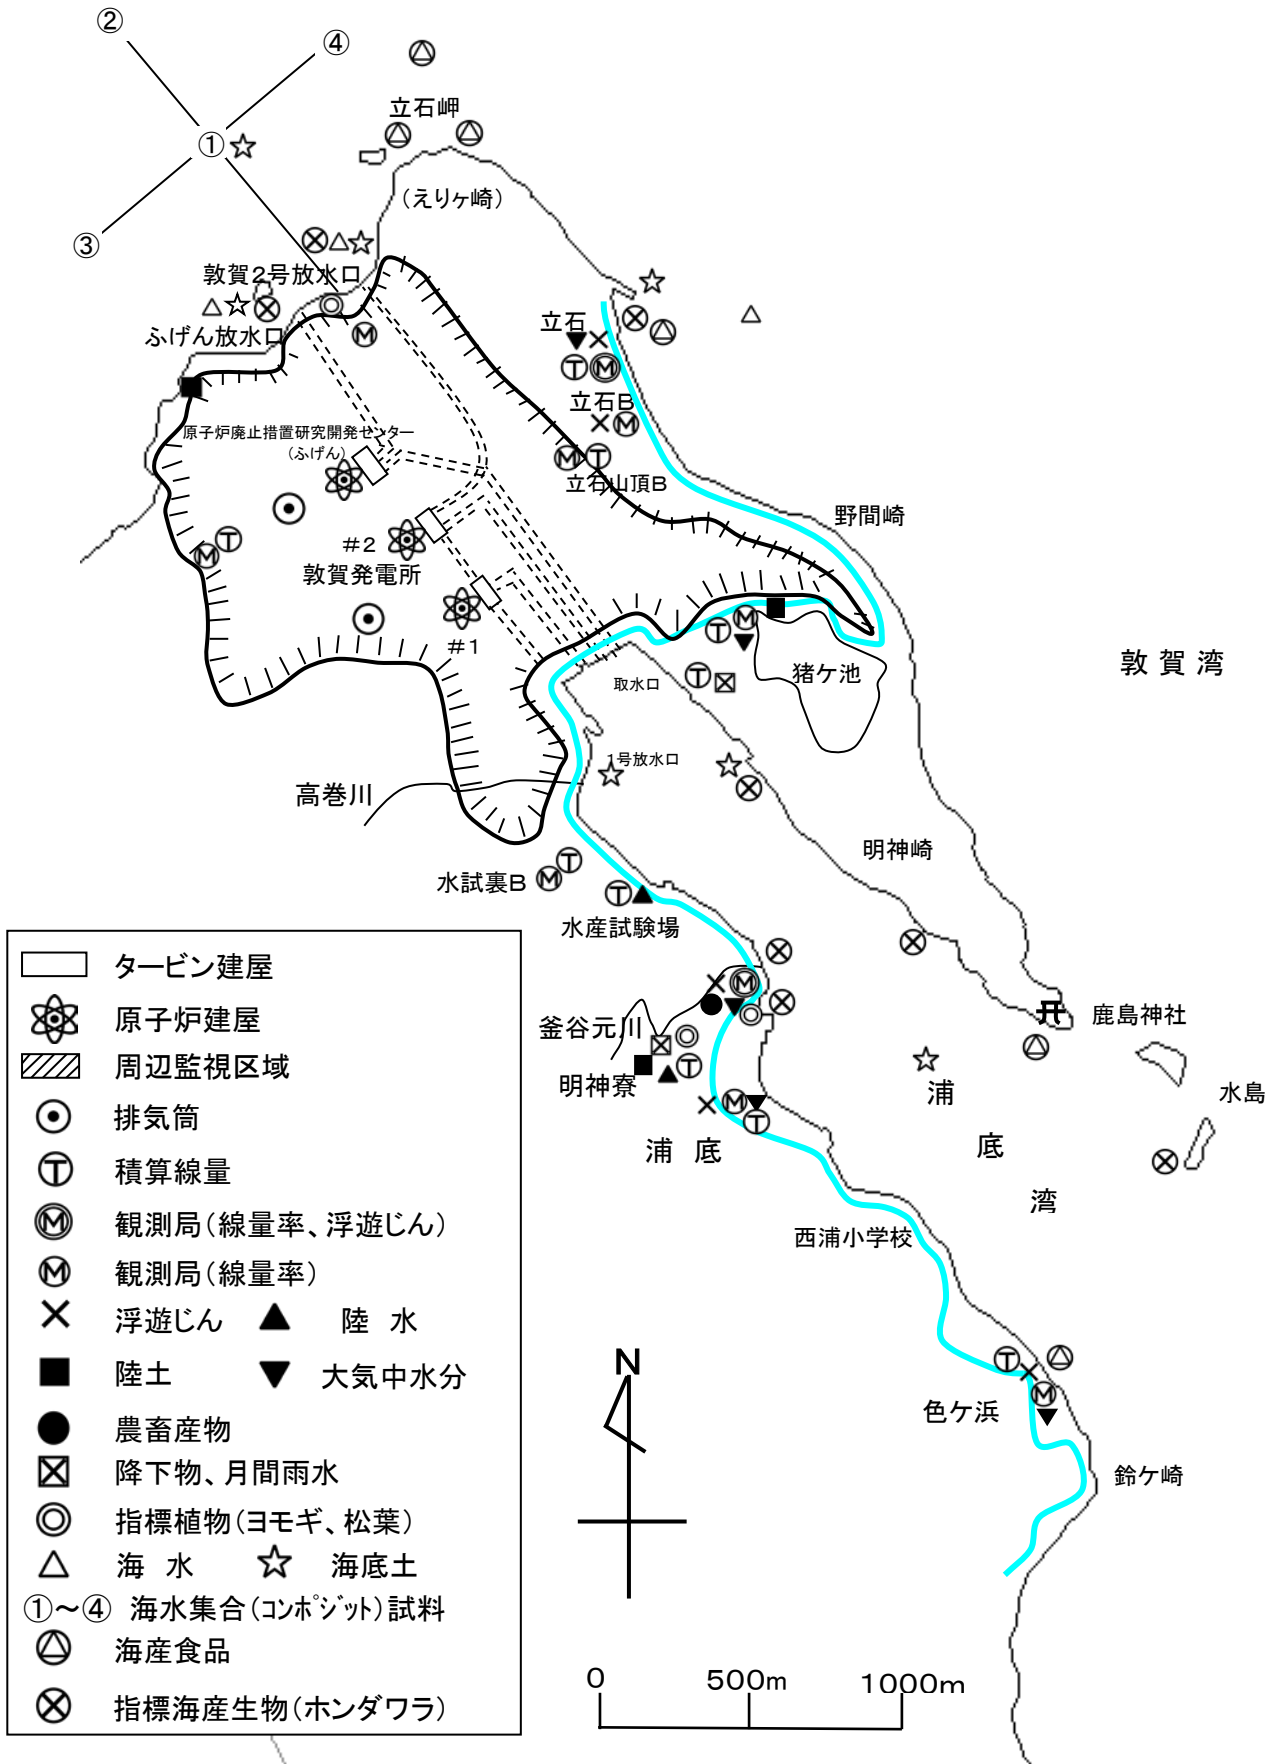 ②
④
立石岬
①
(えりヶ崎)
③
敦賀2号放水口
ふげん放水口
立石
立石B
原子炉廃止措置研究開発センター
(ふげん)
立石山頂B
野間崎
#2
敦賀発電所
#1
敦賀湾
猪ケ池
取水口
1号放水口
高巻川
明神崎
水試裏B
水産試験場
釜谷元川
鹿島神社
明神寮
浦底湾
水島
浦底
西浦小学校
色ケ浜
鈴ケ崎
タービン建屋
原子炉建屋
周辺監視区域
排気筒
Ⓣ 積算線量
Ⓜ 観測局(線量率、浮遊じん)
Ⓜ 観測局(線量率)
浮遊じん 陸 水
陸土 大気中水分
農畜産物
降下物、月間雨水
指標植物(ヨモギ、松葉)
海 水 海底土
①~④ 海水集合(コンポジット)試料
海産食品
指標海産生物(ホンダワラ)
N
0 500m 1000m